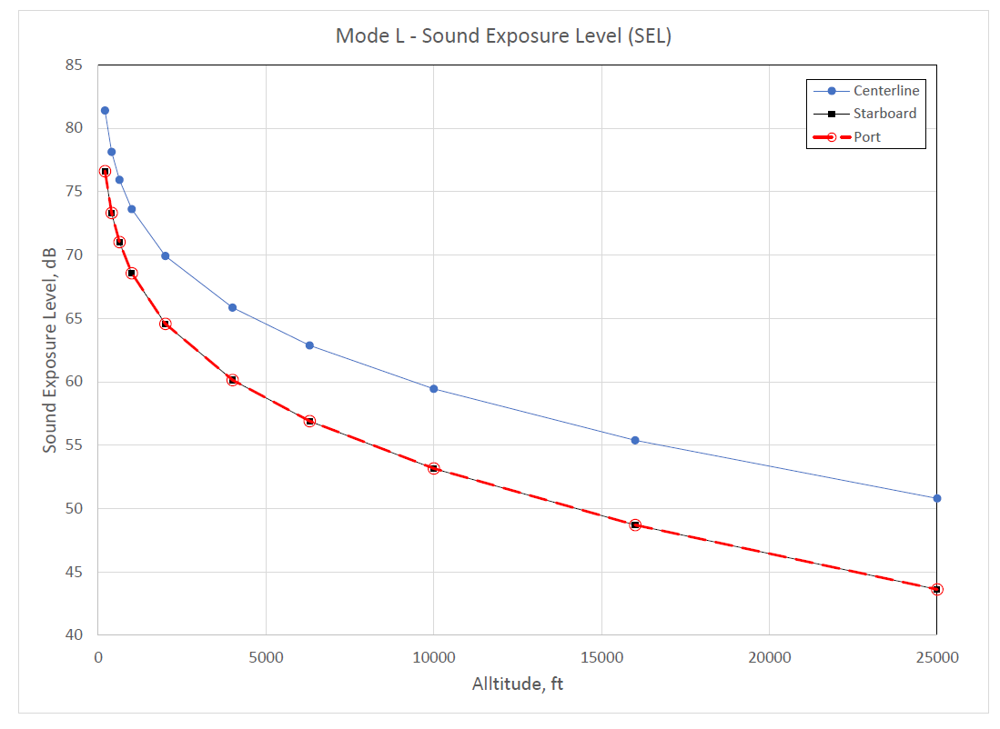 Mode L - Sound Exposure Level (SEL)
85
80
75
70
65
60
55
50
45
40
Sound Exposure Level, dB
Centerline
Starboard
Port
0 5000 10000 15000 20000 25000
Alltitude, ft